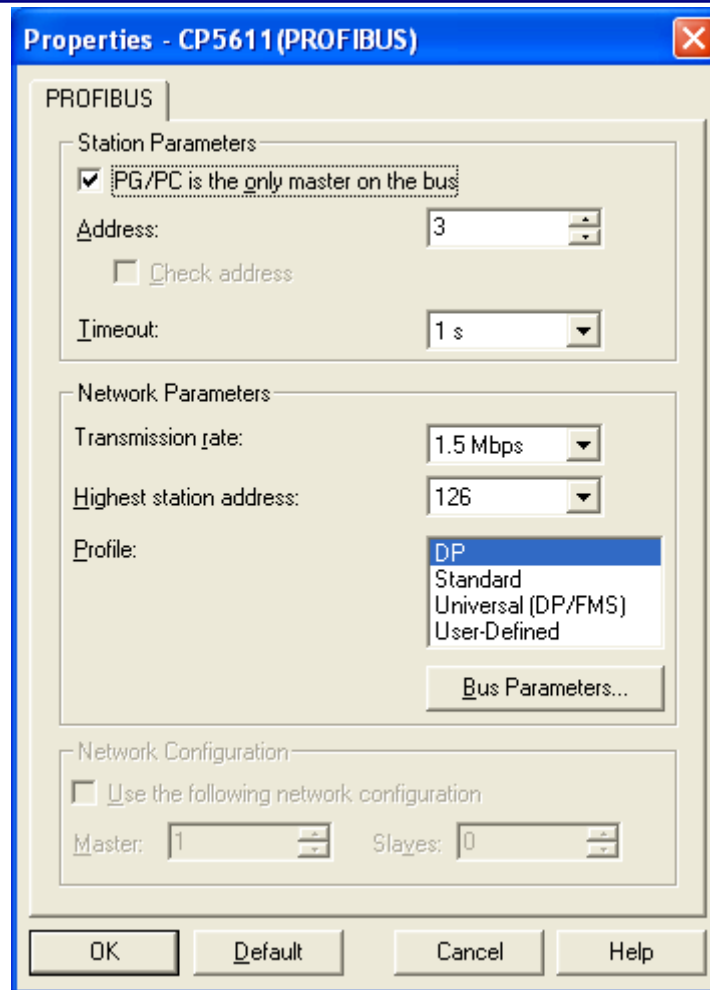 Properties - CP5611(PROFIBUS)
PROFIBUS
Station Parameters
PG/PC is the only master on the bus
Address: 3
Check address
Timeout: 1 s
Network Parameters
Transmission rate: 1.5 Mbps
Highest station address: 126
Profile: DP
Standard
Universal (DP/FMS)
User-Defined
Bus Parameters...
Network Configuration
Use the following network configuration
Master: 1 Slaves: 0
OK Default Cancel Help